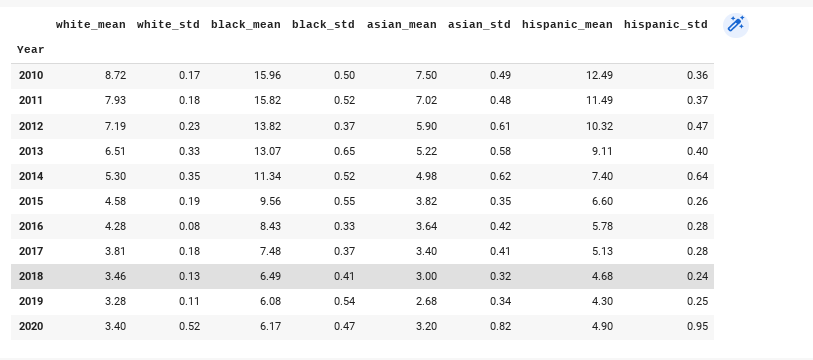 white_mean white_std black_mean black_std asian_mean asian_std hispanic_mean hispanic_std
Year
2010 8.72 0.17 15.96 0.50 7.50 0.49 12.49 0.36
2011 7.93 0.18 15.82 0.52 7.02 0.48 11.49 0.37
2012 7.19 0.23 13.82 0.37 5.90 0.61 10.32 0.47
2013 6.51 0.33 13.07 0.65 5.22 0.58 9.11 0.40
2014 5.30 0.35 11.34 0.52 4.98 0.62 7.40 0.64
2015 4.58 0.19 9.56 0.55 3.82 0.35 6.60 0.26
2016 4.28 0.08 8.43 0.33 3.64 0.42 5.78 0.28
2017 3.81 0.18 7.48 0.37 3.40 0.41 5.13 0.28
2018 3.46 0.13 6.49 0.41 3.00 0.32 4.68 0.24
2019 3.28 0.11 6.08 0.54 2.68 0.34 4.30 0.25
2020 3.40 0.52 6.17 0.47 3.20 0.82 4.90 0.95